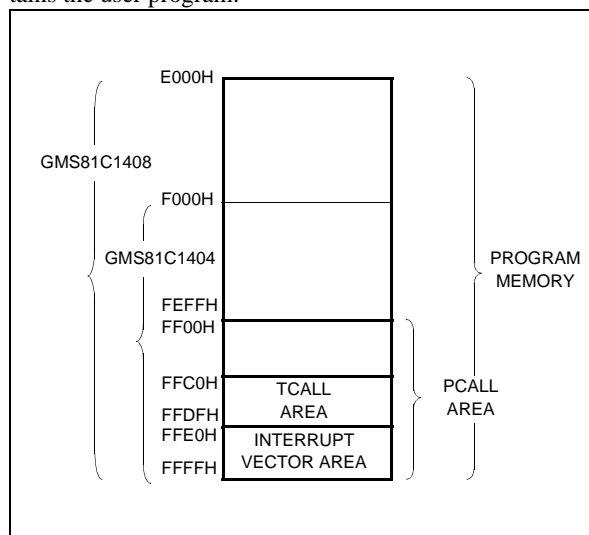 tains the user program.
E000H
GMS81C1408
F000H
GMS81C1404
PROGRAM
MEMORY
FEFFH
FF00H
FFC0H
TCALL
AREA
PCALL
AREA
FFDFH
FFE0H
INTERRUPT
VECTOR AREA
FFFFH